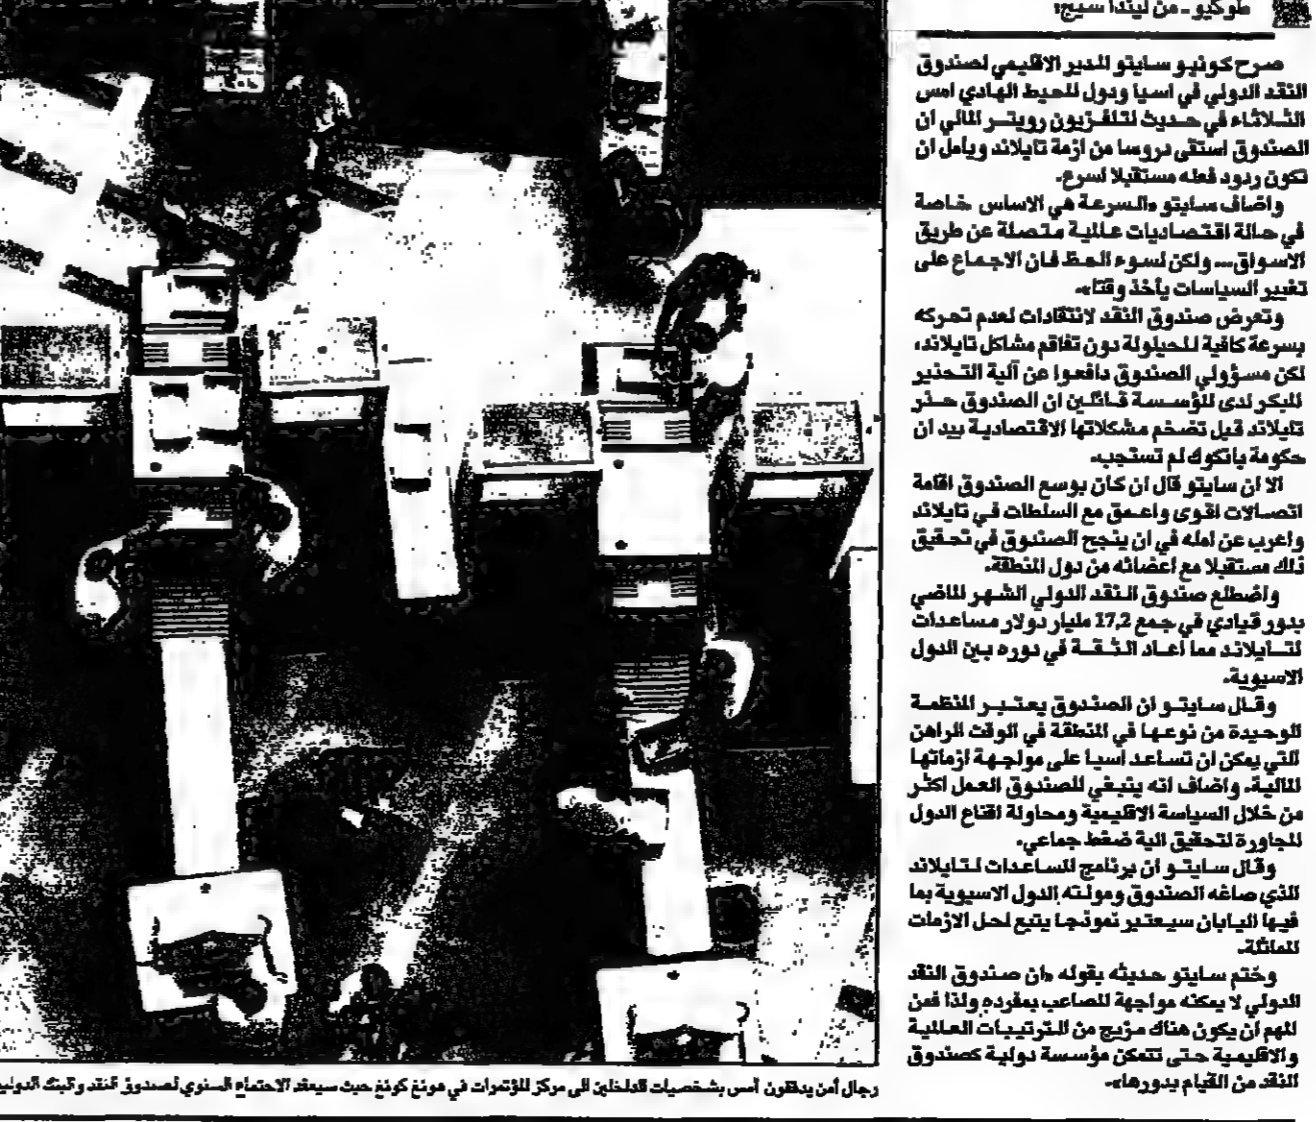 طوكيو ـ من ليندا سيج:
صرح كونيو سايتو المدير الاقليمي لصندوق
النقد الدولي في اسيا ودول المحيط الهادي امس
الثلاثاء في حديث لتلفزيون رويتر المالي ان
الصندوق استقى دروسا من ازمة تايلاند ويأمل ان
تكون ردود فعله مستقبلا اسرع.
واضاف سايتو «السرعة هي الاساس خاصة
في حالة اقتصاديات عالمية متصلة عن طريق
الاسواق... ولكن لسوء الحظ فان الاجماع على
تغيير السياسات يأخذ وقتا».
وتعرض صندوق النقد لانتقادات لعدم تحركه
بسرعة كافية للحيلولة دون تفاقم مشاكل تايلاند،
لكن مسؤولي الصندوق دافعوا عن آلية التحذير
المبكر لدى المؤسسة قائلين ان الصندوق حذر
تايلاند قبل تضخم مشكلاتها الاقتصادية بيد ان
حكومة بانكوك لم تستجب.
الا ان سايتو قال ان كان بوسع الصندوق اقامة
اتصالات اقوى واعمق مع السلطات في تايلاند
واعرب عن امله في ان ينجح الصندوق في تحقيق
ذلك مستقبلا مع أعضائه من دول المنطقة.
واضطلع صندوق النقد الدولي الشهر الماضي
بدور قيادي في جمع 17,2 مليار دولار مساعدات
لتايلاند مما اعاد الثقة في دوره بين الدول
الاسيوية.
وقال سايتو ان الصندوق يعتبر المنظمة
الوحيدة من نوعها في المنطقة في الوقت الراهن
التي يمكن ان تساعد اسيا على مواجهة ازماتها
المالية. واضاف انه ينبغي للصندوق العمل اكثر
من خلال السياسة الاقليمية ومحاولة اقناع الدول
المجاورة لتحقيق الية ضغط جماعي.
وقال سايتو ان برنامج المساعدات لتايلاند
الذي صاغه الصندوق ومولته الدول الاسيوية بما
فيها اليابان سيعتبر نموذجا يتبع لحل الازمات
المماثلة.
وختم سايتو حديثه بقوله «ان صندوق النقد
الدولي لا يمكنه مواجهة المصاعب بمفرده ولذا فمن
المهم ان يكون هناك مزيج من الترتيبات العالمية
والاقليمية حتى تتمكن مؤسسة دولية كصندوق
النقد من القيام بدورها».
رجال أمن يدققون أمس بشخصيات الداخلين الى مركز المؤتمرات في هونغ كونغ حيث سيعقد الاجتماع السنوي لصندوق النقد والبنك